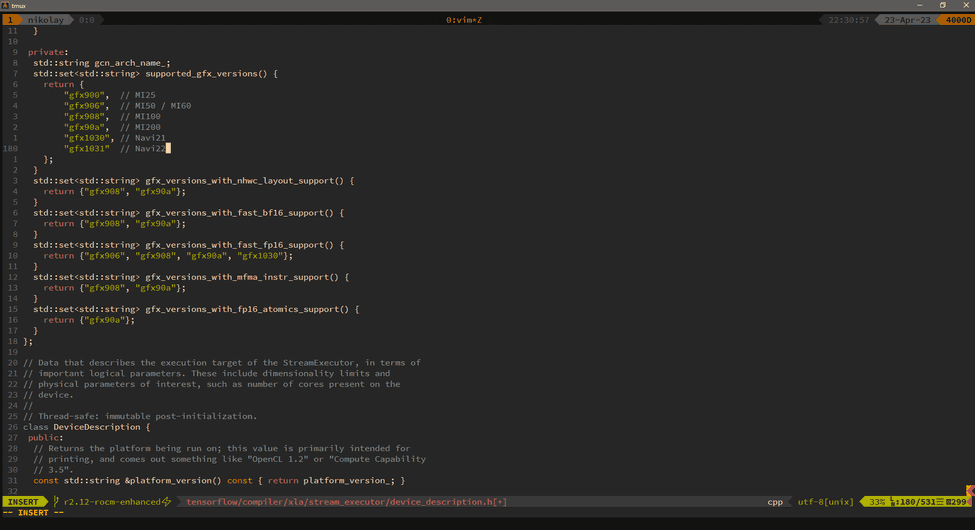 tmux
1 nikolay 0:0 0:vim*Z 22:30:57 23-Apr-23 4000D
11 }
10
9 private:
8 std::string gcn_arch_name_;
7 std::set<std::string> supported_gfx_versions() {
6 return {
5 "gfx900", // MI25
4 "gfx906", // MI50 / MI60
3 "gfx908", // MI100
2 "gfx90a", // MI200
1 "gfx1030", // Navi21
180 "gfx1031" // Navi22
1 };
2 }
3 std::set<std::string> gfx_versions_with_nhwc_layout_support() {
4 return {"gfx908", "gfx90a"};
5 }
6 std::set<std::string> gfx_versions_with_fast_bf16_support() {
7 return {"gfx908", "gfx90a"};
8 }
9 std::set<std::string> gfx_versions_with_fast_fp16_support() {
10 return {"gfx906", "gfx908", "gfx90a", "gfx1030"};
11 }
12 std::set<std::string> gfx_versions_with_mfma_instr_support() {
13 return {"gfx908", "gfx90a"};
14 }
15 std::set<std::string> gfx_versions_with_fp16_atomics_support() {
16 return {"gfx90a"};
17 }
18 };
19
20 // Data that describes the execution target of the StreamExecutor, in terms of
21 // important logical parameters. These include dimensionality limits and
22 // physical parameters of interest, such as number of cores present on the
23 // device.
24 //
25 // Thread-safe: immutable post-initialization.
26 class DeviceDescription {
27 public:
28 // Returns the platform being run on; this value is primarily intended for
29 // printing, and comes out something like "OpenCL 1.2" or "Compute Capability
30 // 3.5".
31 const std::string &platform_version() const { return platform_version_; }
32
INSERT r2.12-rocm-enhanced tensorflow/compiler/xla/stream_executor/device_description.h[+] cpp utf-8[unix] 33% :180/531 299
-- INSERT --